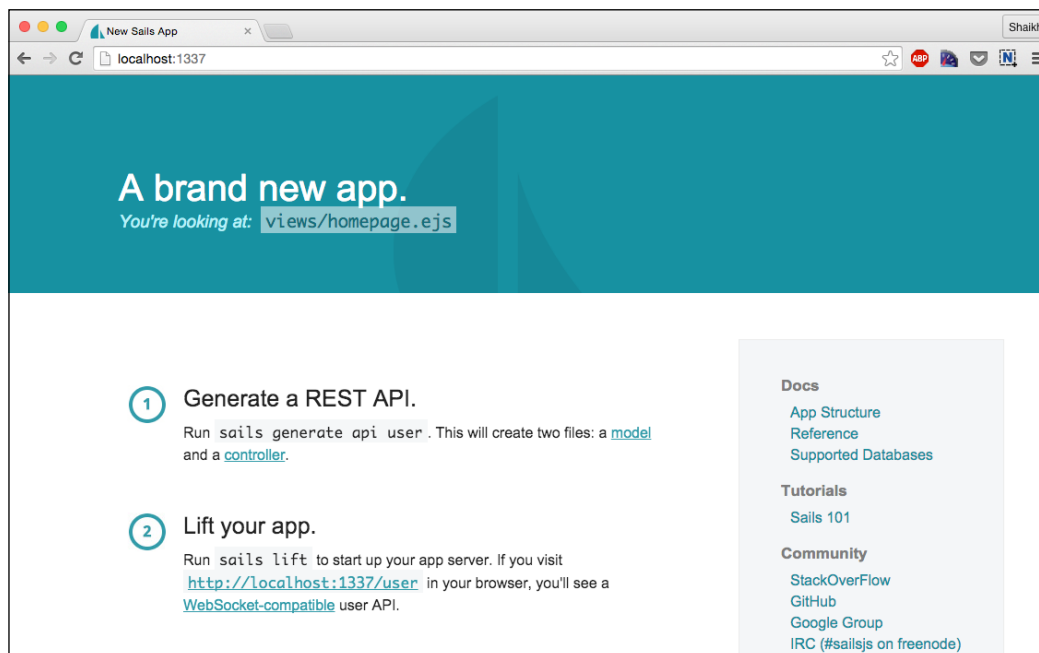 New Sails App
Shaikh
localhost:1337
ABP
N
A brand new app.
You're looking at: views/homepage.ejs
1
Generate a REST API.
Run sails generate api user. This will create two files: a model
and a controller.
2
Lift your app.
Run sails lift to start up your app server. If you visit
http://localhost:1337/user in your browser, you'll see a
WebSocket-compatible user API.
Docs
App Structure
Reference
Supported Databases
Tutorials
Sails 101
Community
StackOverFlow
GitHub
Google Group
IRC (#sailsjs on freenode)